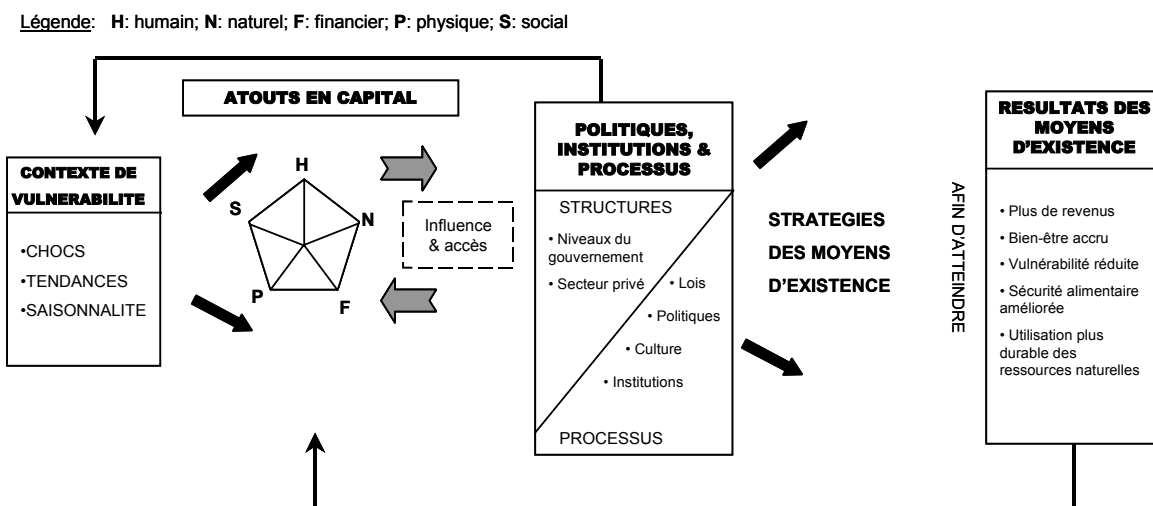 Légende: H: humain; N: naturel; F: financier; P: physique; S: social
ATOUTS EN CAPITAL
CONTEXTE DE
VULNERABILITE
•CHOCS
•TENDANCES
•SAISONNALITE
H
S
N
P
F
Influence
& accès
POLITIQUES,
INSTITUTIONS &
PROCESSUS
STRUCTURES
• Niveaux du
gouvernement
• Secteur privé
• Lois
• Politiques
• Culture
• Institutions
PROCESSUS
STRATEGIES
DES MOYENS
D'EXISTENCE
AFIN D'ATTEINDRE
RESULTATS DES
MOYENS
D'EXISTENCE
• Plus de revenu
• Bien-être accru
• Vulnérabilité réduite
• Sécurité alimentaire
améliorée
• Utilisation plus
durable des
ressources naturelles